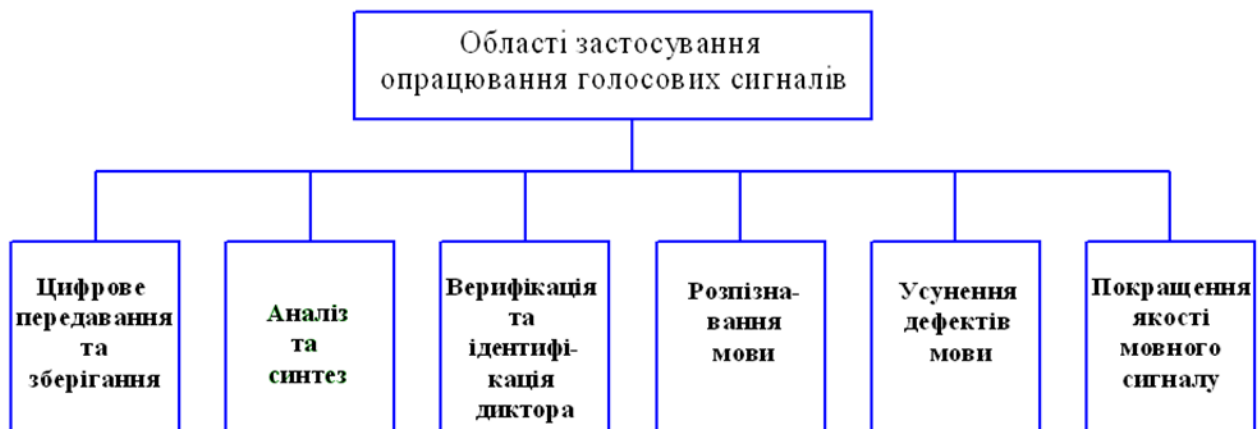 Області застосування
опрацювання голосових сигналів
Цифрове
передавання
та
зберігання
Аналіз
та
синтез
Верифікація
та
ідентифі-
кація
диктора
Розпізна-
вання
мови
Усунення
дефектів
мови
Покращення
якості
мовного
сигналу